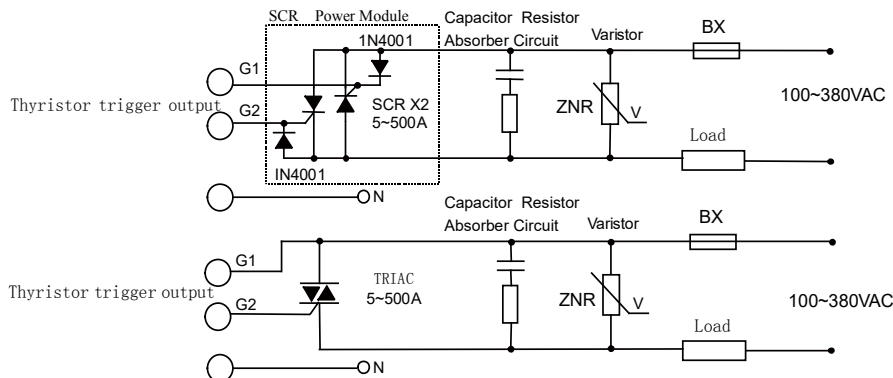 SCR Power Module
Capacitor Resistor
Absorber Circuit
Varistor
BX
1N4001
G1
Thyristor trigger output
G2
SCR X2
5~500A
ZNR
V
100~380VAC
Load
IN4001
N
Capacitor Resistor
Absorber Circuit
Varistor
BX
G1
Thyristor trigger output
G2
TRIAC
5~500A
ZNR
V
100~380VAC
Load
N